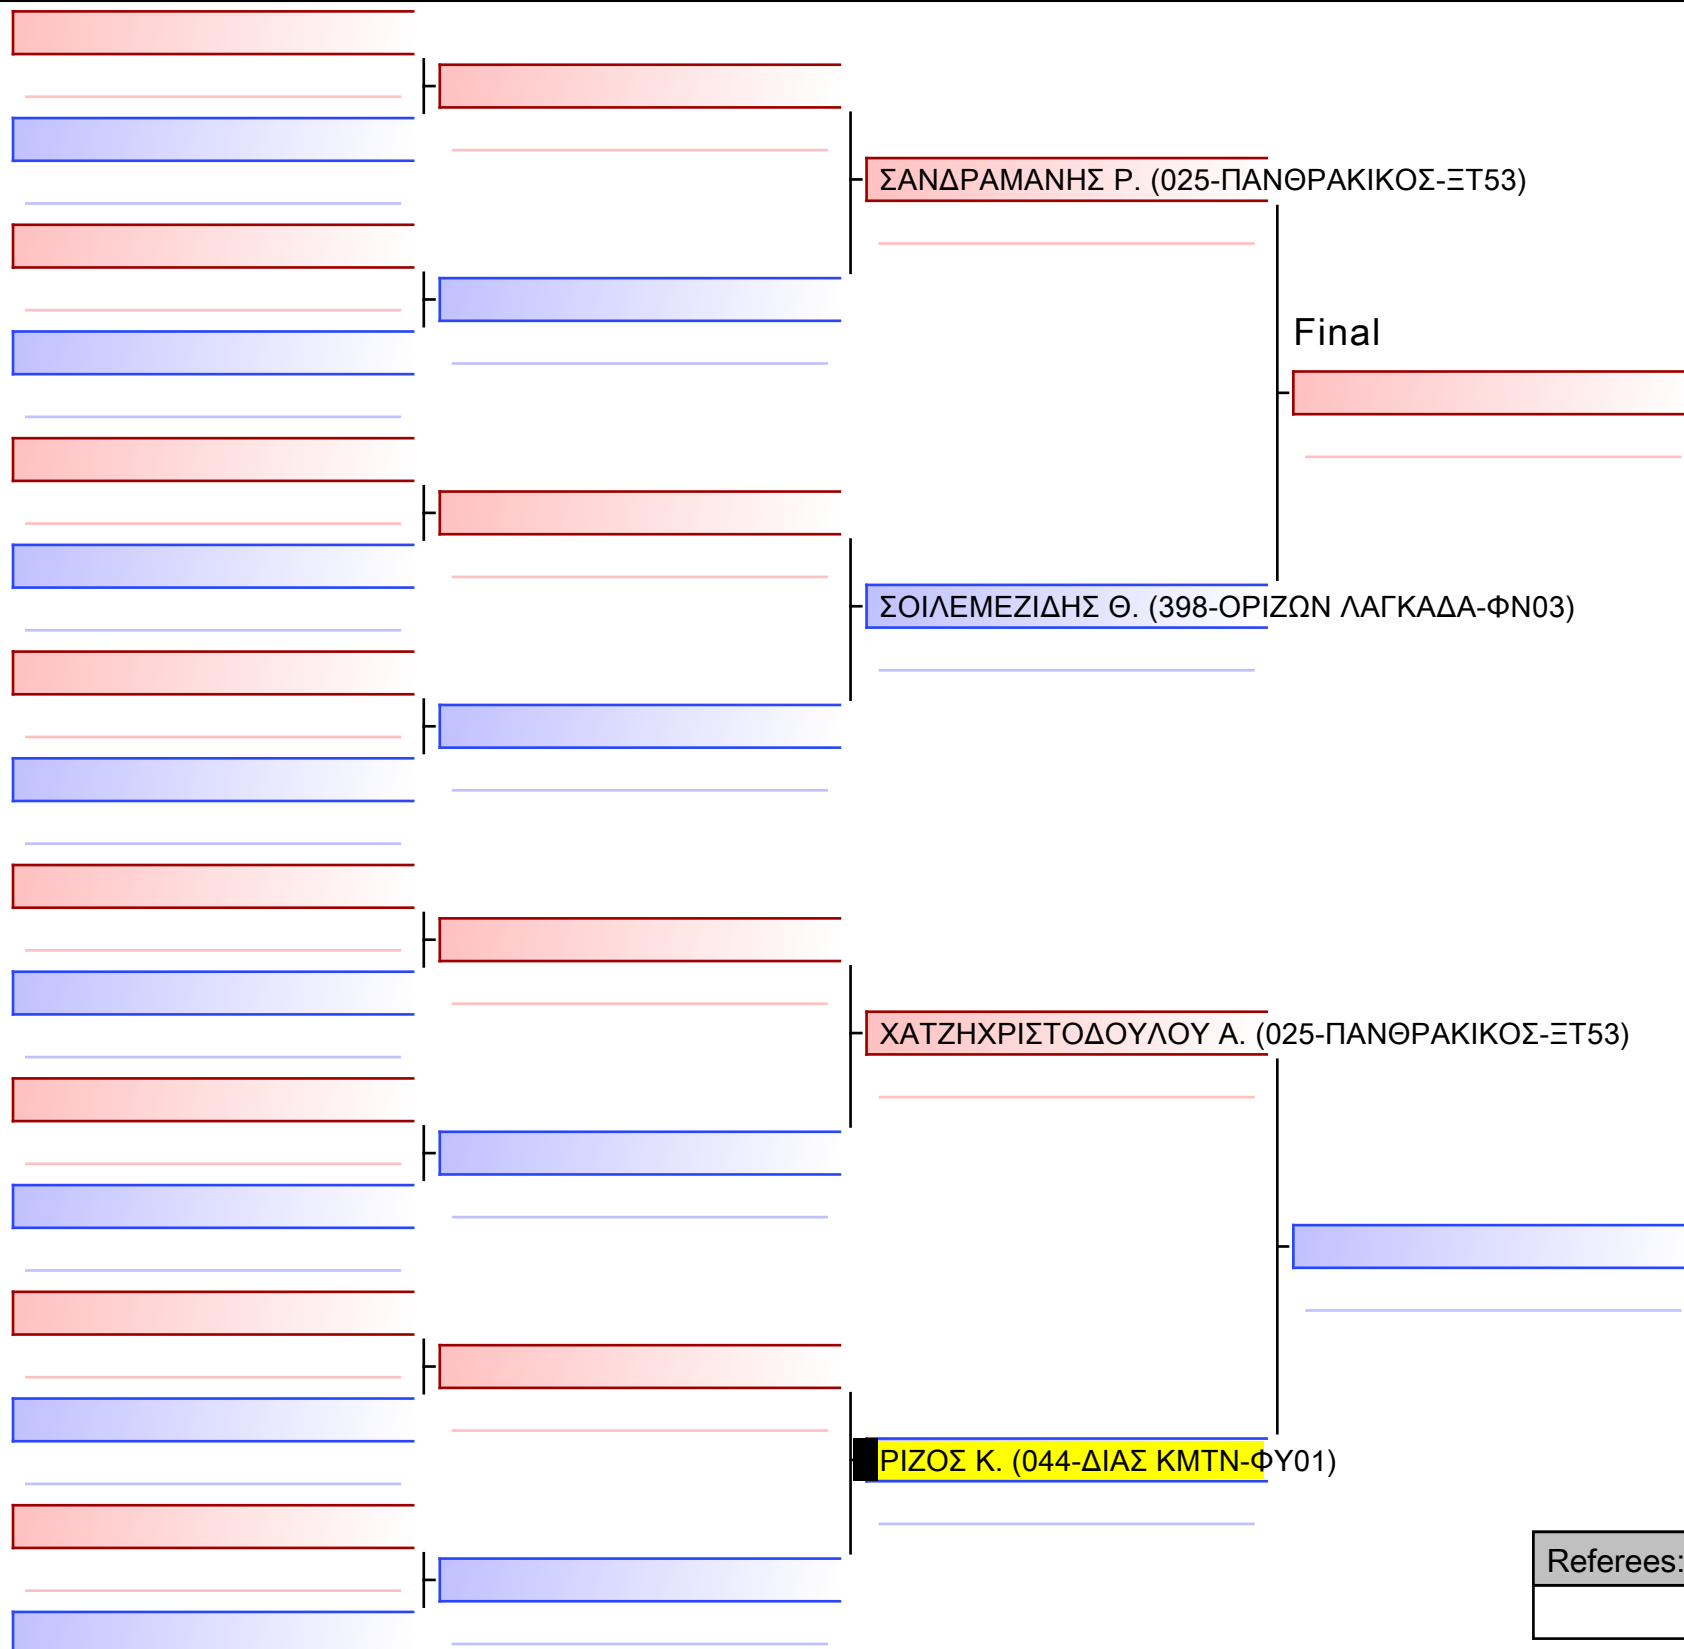 ΣΑΝΔΡΑΜΑΝΗΣ Ρ. (025-ΠΑΝΘΡΑΚΙΚΟΣ-ΞΤ53)
Final
ΣΟΙΛΕΜΕΖΙΔΗΣ Θ. (398-ΟΡΙΖΩΝ ΛΑΓΚΑΔΑ-ΦΝ03)
ΧΑΤΖΗΧΡΙΣΤΟΔΟΥΛΟΥ Α. (025-ΠΑΝΘΡΑΚΙΚΟΣ-ΞΤ53)
ΡΙΖΟΣ Κ. (044-ΔΙΑΣ ΚΜΤΝ-ΦΥ01)
Referees: